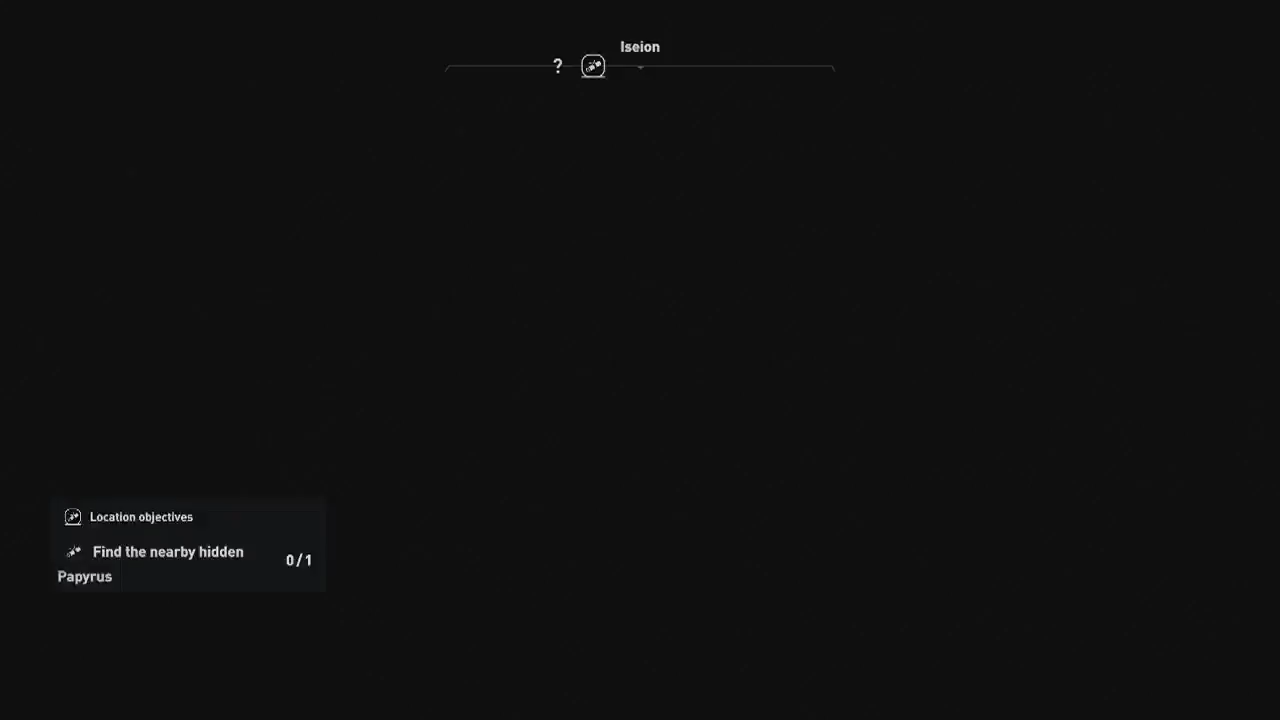 Iseion
?
Location objectives
Find the nearby hidden
0/1
Papyrus